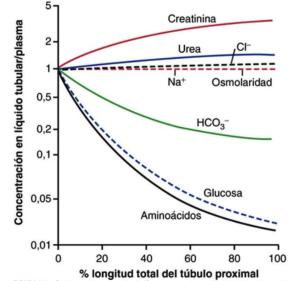 Concentración en líquido tubular/plasma
5
2
1
0,5
0,2
0,1
0,05
0,01
Creatinina
Urea
Cl⁻
Na⁺
Osmolaridad
HCO₃⁻
Glucosa
Aminoácidos
0
20
40
60
80
100
% longitud total del túbulo proximal